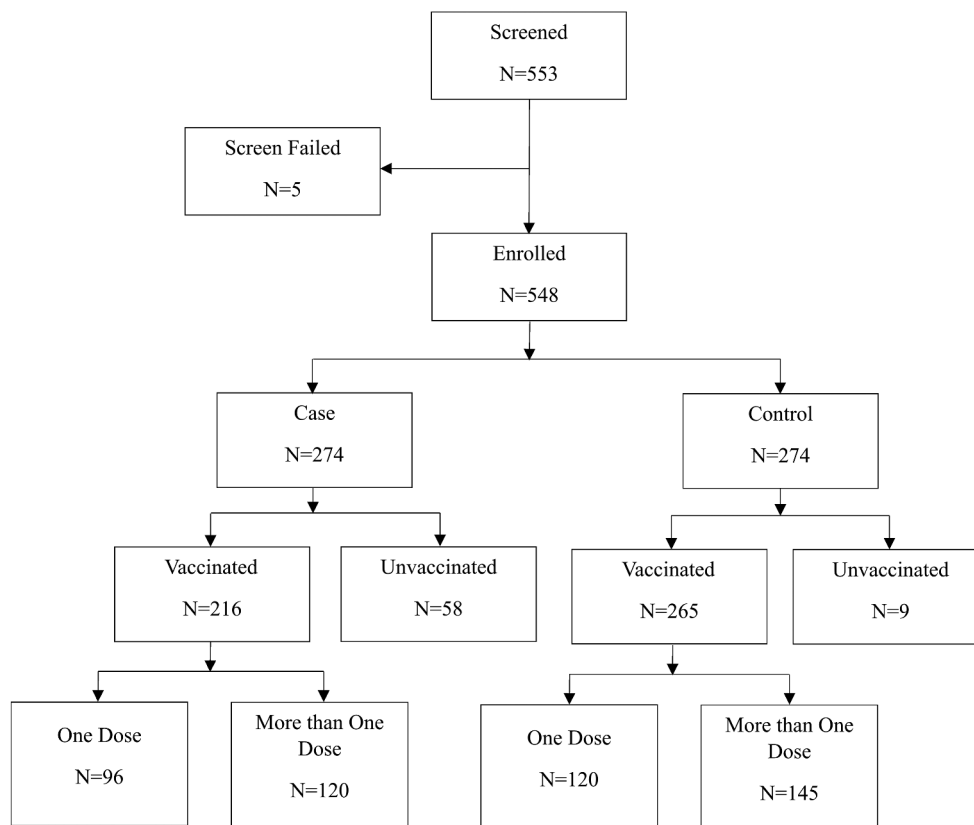 Screened
N=553
Screen Failed
N=5
Enrolled
N=548
Case
N=274
Control
N=274
Vaccinated
N=216
Unvaccinated
N=58
Vaccinated
N=265
Unvaccinated
N=9
One Dose
N=96
More than One
Dose
N=120
One Dose
N=120
More than One
Dose
N=145